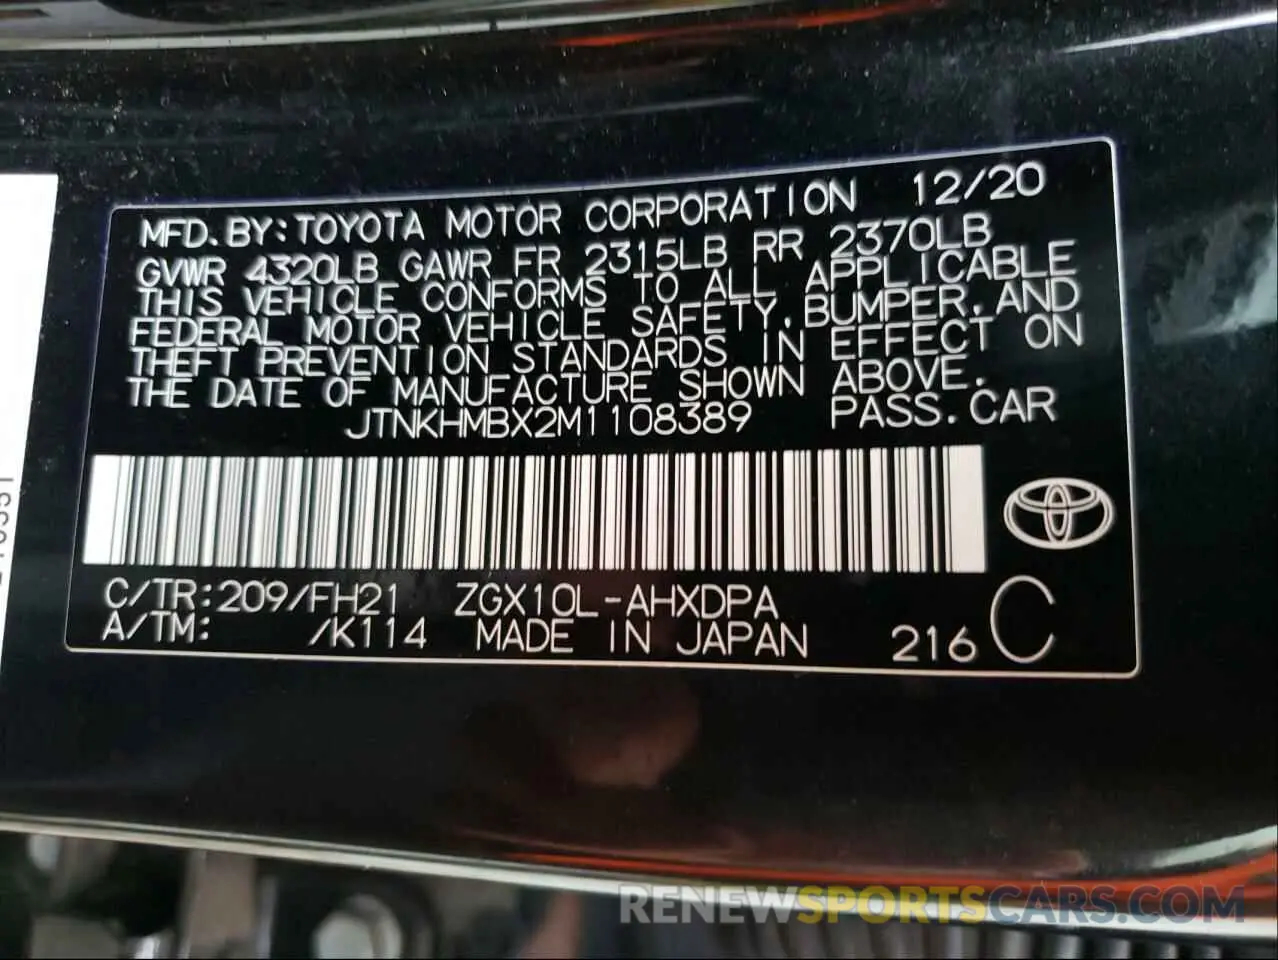 MFD.BY:TOYOTA MOTOR CORPORATION 12/20
GVWR 4320LB GAWR FR 2315LB RR 2370LB
THIS VEHICLE CONFORMS TO ALL APPLICABLE
FEDERAL MOTOR VEHICLE SAFETY,BUMPER,AND
THEFT PREVENTION STANDARDS IN EFFECT ON
THE DATE OF MANUFACTURE SHOWN ABOVE.
JTNKHMBX2M1108389 PASS.CAR
C/TR:209/FH21 ZGX10L-AHXDPA
A/TM: /K114 MADE IN JAPAN 216 C
RENEWSPORTSCARS.COM